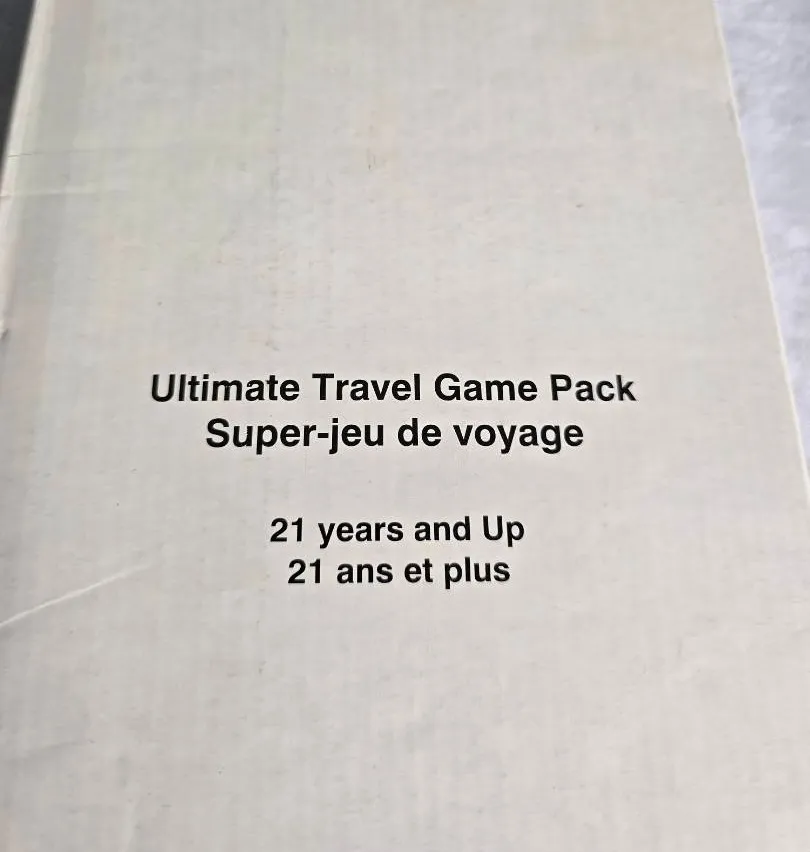 Ultimate Travel Game Pack
Super-jeu de voyage
21 years and Up
21 ans et plus